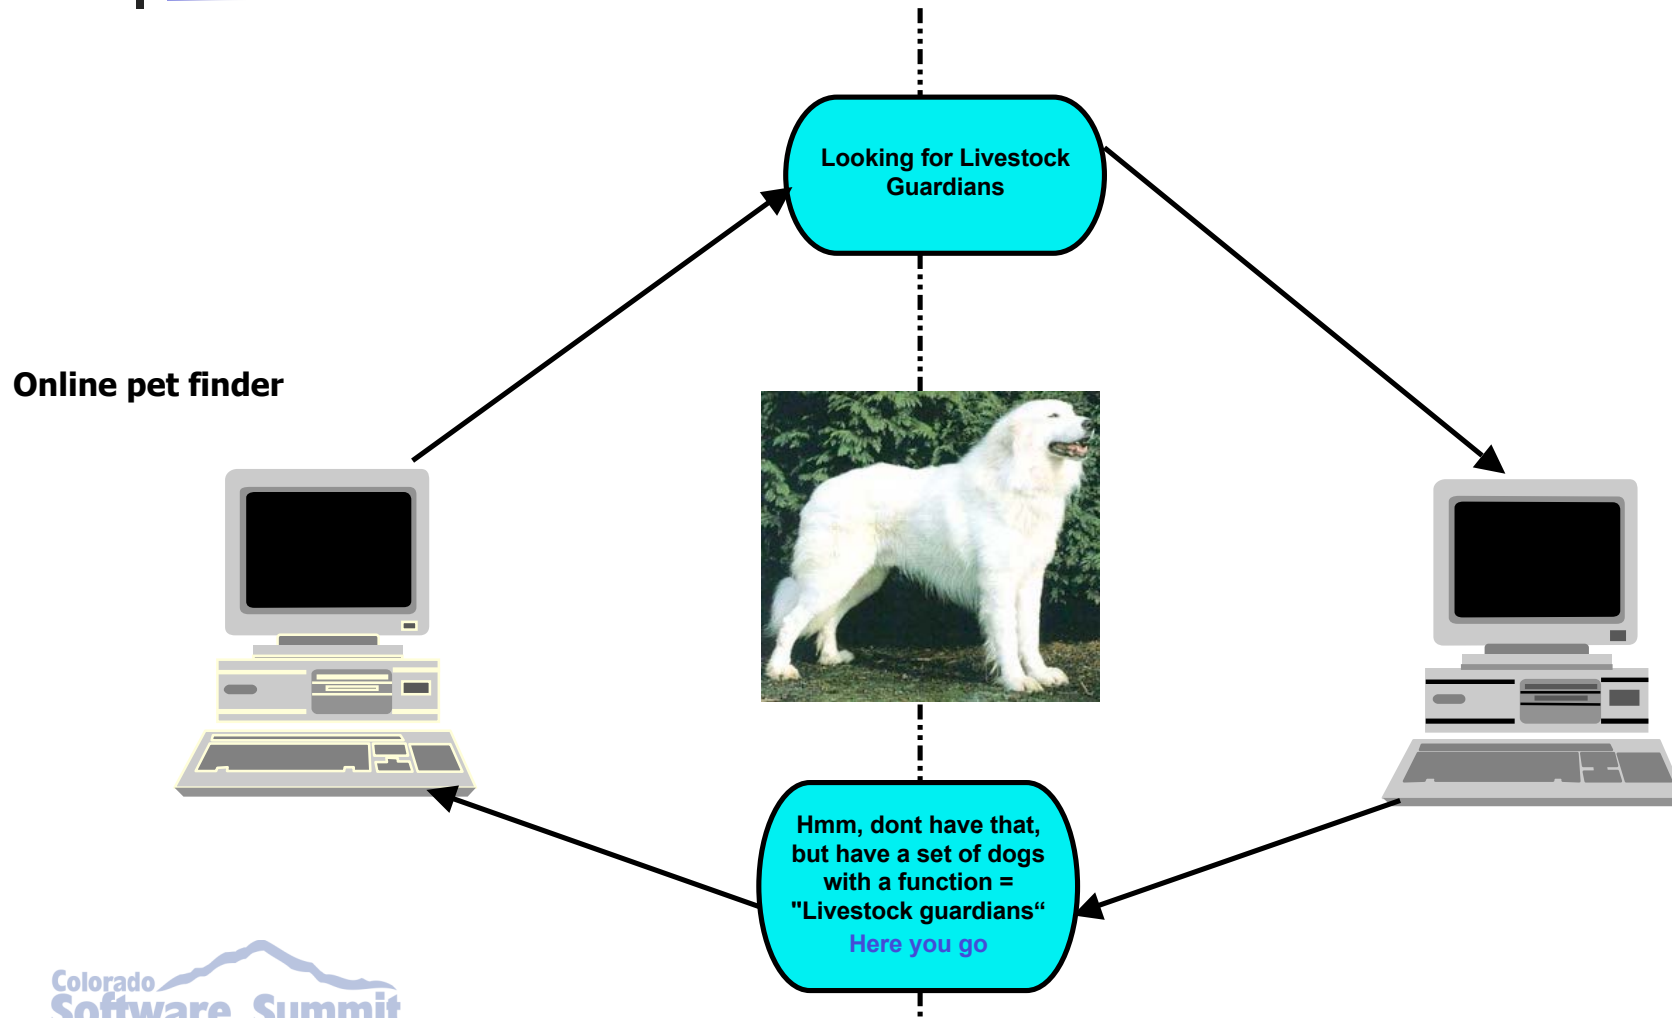 Looking for Livestock
Guardians
Online pet finder
Hmm, dont have that,
but have a set of dogs
with a function =
"Livestock guardians“
Here you go
Colorado
Software Summit